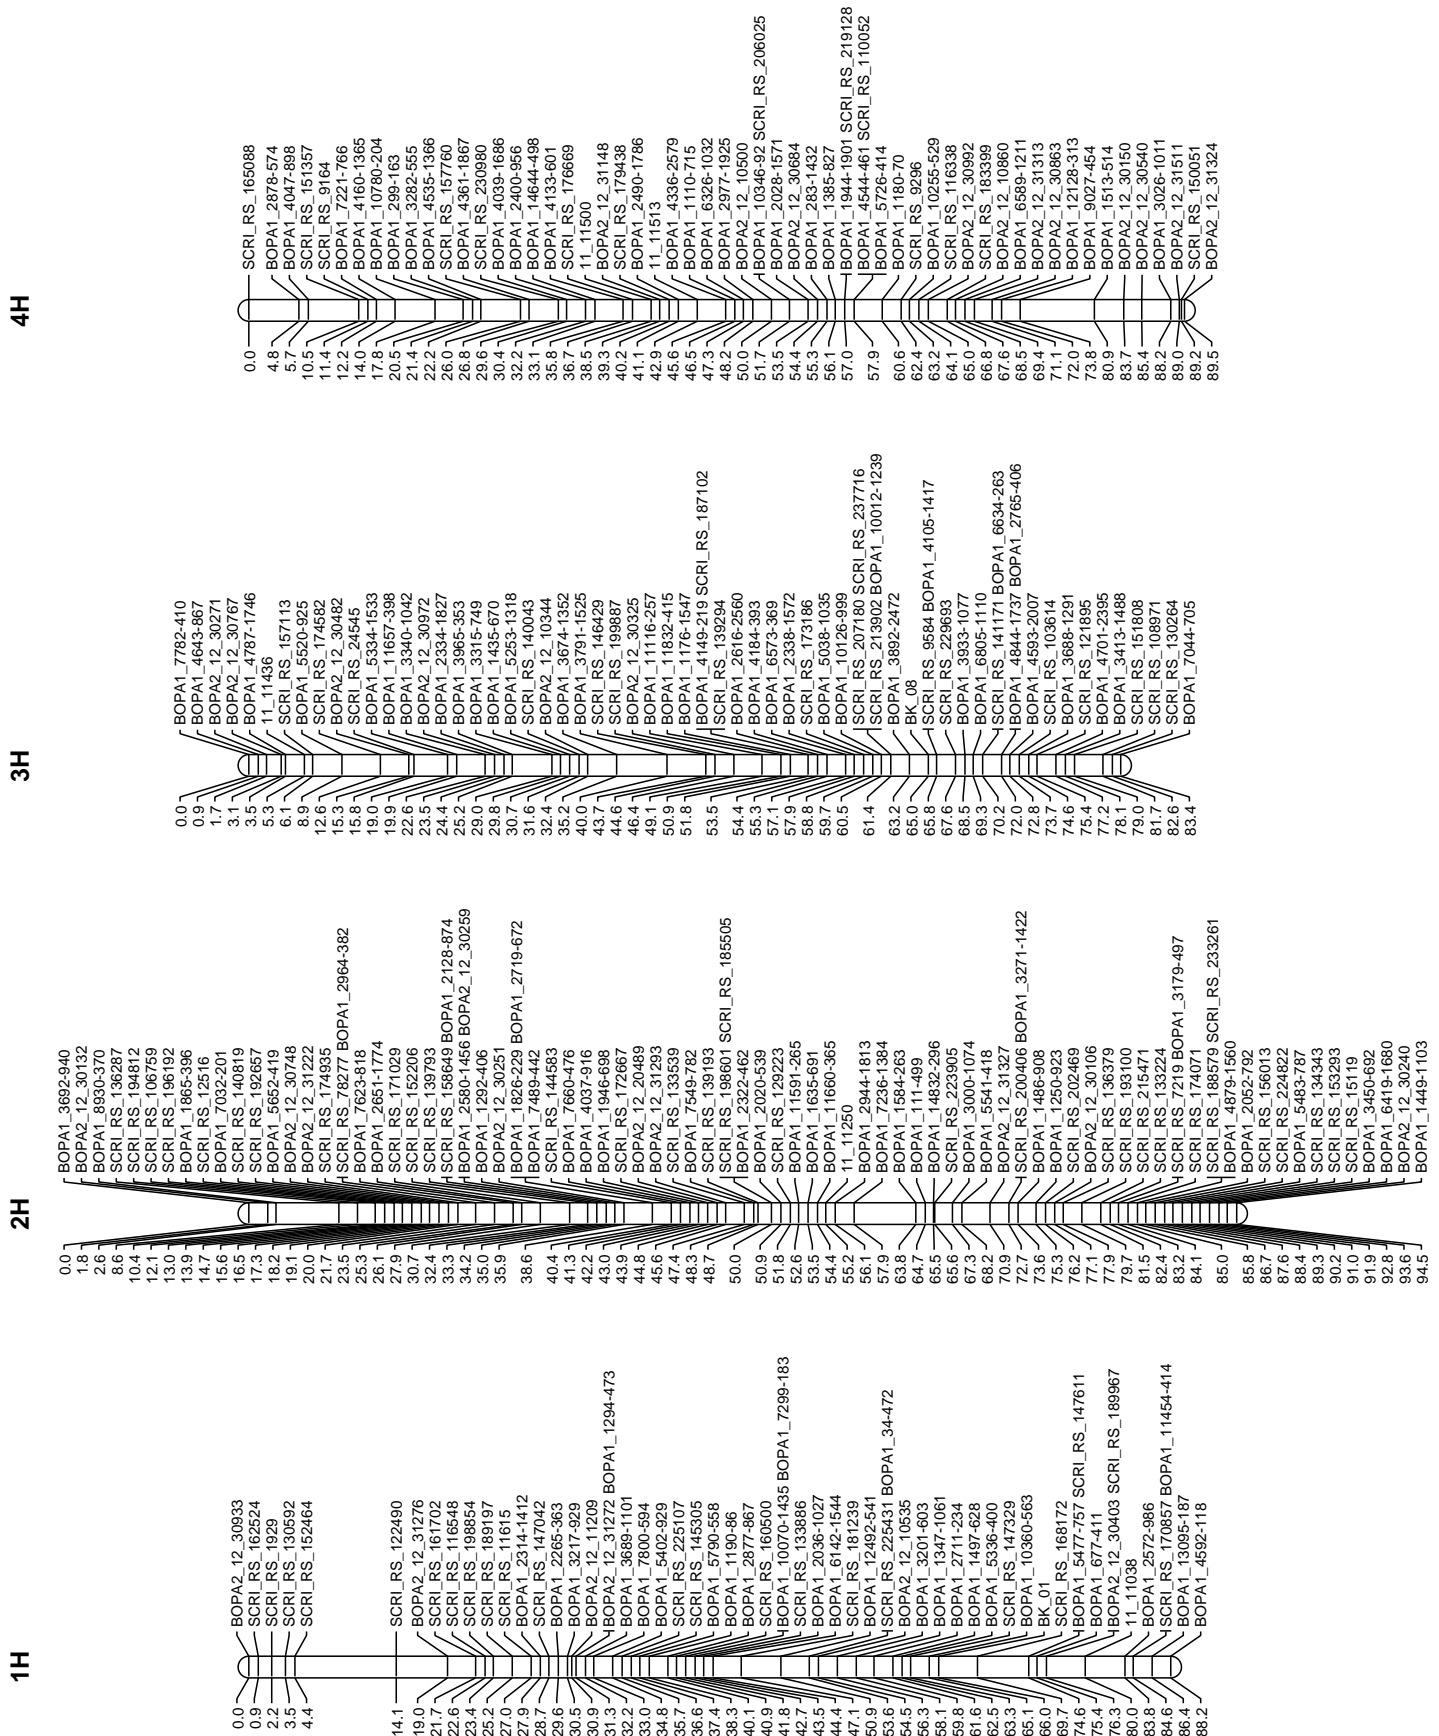 1H
0.0 BOPA2_12_30933
0.9 SCRI_RS_162524
2.2 SCRI_RS_1929
3.5 SCRI_RS_130592
4.4 SCRI_RS_152464
14.1 SCRI_RS_122490
19.0 BOPA2_12_31276
21.7 SCRI_RS_161702
22.6 SCRI_RS_116548
23.4 SCRI_RS_198854
25.2 SCRI_RS_189197
27.0 SCRI_RS_11615
27.9 BOPA1_2314-1412
28.7 SCRI_RS_147042
29.6 BOPA1_2265-363
30.5 BOPA1_3217-929
30.9 BOPA2_12_11209
31.3 BOPA2_12_31272 BOPA1_1294-473
32.2 BOPA1_3689-1101
33.0 BOPA1_7800-594
34.8 BOPA1_5402-929
35.7 SCRI_RS_225107
36.6 SCRI_RS_145305
37.4 BOPA1_5790-558
38.3 BOPA1_1190-86
40.1 BOPA1_2877-867
40.9 SCRI_RS_160500
41.8 BOPA1_10070-1435 BOPA1_7299-183
42.7 SCRI_RS_133886
43.5 BOPA1_2036-1027
44.4 BOPA1_6142-1544
47.1 SCRI_RS_181239
50.9 BOPA1_12492-541
53.6 SCRI_RS_225431 BOPA1_34-472
54.5 BOPA2_12_10535
56.3 BOPA1_3201-603
58.1 BOPA1_13447-1061
59.8 BOPA1_2711-234
61.6 BOPA1_1497-628
62.5 BOPA1_5336-400
63.3 SCRI_RS_147329
65.1 BOPA1_10360-563
66.0 BK_01
69.7 SCRI_RS_168172
74.6 BOPA1_5477-757 SCRI_RS_147611
75.4 BOPA1_677-411
76.3 BOPA2_12_30403 SCRI_RS_189967
80.0 11_11038
83.8 BOPA1_2572-986
84.6 SCRI_RS_170857 BOPA1_11454-414
86.4 BOPA1_13095-187
88.2 BOPA1_4592-1118
2H
0.0 BOPA1_3692-940
1.8 BOPA2_12_30132
2.6 BOPA1_8930-370
8.6 SCRI_RS_136287
10.4 SCRI_RS_194812
12.1 SCRI_RS_106759
13.0 SCRI_RS_196192
13.9 BOPA1_1865-396
14.7 SCRI_RS_12516
15.6 BOPA1_7032-201
16.5 SCRI_RS_140819
17.3 SCRI_RS_192657
18.2 BOPA1_5652-419
19.1 BOPA2_12_30748
20.0 BOPA2_12_31222
21.7 SCRI_RS_174935
23.5 SCRI_RS_78277 BOPA1_2964-382
25.3 BOPA1_7623-818
26.1 BOPA1_2651-1774
27.9 SCRI_RS_171029
30.7 SCRI_RS_152206
32.4 SCRI_RS_139793
33.3 SCRI_RS_158649 BOPA1_2128-874
34.2 BOPA1_2580-1456 BOPA2_12_30259
35.0 BOPA1_1292-406
35.9 BOPA2_12_30251
38.6 BOPA1_1826-229 BOPA1_2719-672
BOPA1_7489-442
40.4 SCRI_RS_144583
41.3 BOPA1_7660-476
42.2 BOPA1_4037-916
43.0 BOPA1_1946-698
43.9 SCRI_RS_172667
44.8 BOPA2_12_20489
45.6 BOPA2_12_31293
47.4 SCRI_RS_133539
48.3 BOPA1_7549-782
48.7 SCRI_RS_139193
50.0 SCRI_RS_198601 SCRI_RS_185505
BOPA1_2322-462
50.9 BOPA1_2020-539
51.8 SCRI_RS_129223
52.6 BOPA1_11591-265
53.5 BOPA1_1635-691
54.4 BOPA1_11660-365
55.2 11_11250
56.1 BOPA1_2944-1813
57.9 BOPA1_7236-1384
63.8 BOPA1_1584-263
64.7 BOPA1_111-499
65.5 BOPA1_14832-296
65.6 SCRI_RS_223905
67.3 BOPA1_3000-1074
68.2 BOPA1_5541-418
70.9 BOPA2_12_31327
72.7 SCRI_RS_200406 BOPA1_3271-1422
73.6 BOPA1_1486-908
75.3 BOPA1_1250-923
76.2 SCRI_RS_202469
77.1 BOPA2_12_30106
77.9 SCRI_RS_136379
79.7 SCRI_RS_193100
81.5 SCRI_RS_215471
82.4 SCRI_RS_133224
83.2 SCRI_RS_7219 BOPA1_3179-497
84.1 SCRI_RS_174071
85.0 SCRI_RS_188579 SCRI_RS_233261
BOPA1_4879-1560
85.8 BOPA1_2052-792
86.7 SCRI_RS_156013
87.6 SCRI_RS_224822
88.4 BOPA1_5483-787
89.3 SCRI_RS_134343
90.2 SCRI_RS_153293
91.0 SCRI_RS_15119
91.9 BOPA1_3450-692
92.8 BOPA1_6419-1680
93.6 BOPA2_12_30240
94.5 BOPA1_1449-1103
3H
0.0 BOPA1_7782-410
0.9 BOPA1_4643-867
1.7 BOPA2_12_30271
3.1 BOPA2_12_30767
3.5 BOPA1_4787-1746
5.3 11_11436
6.1 SCRI_RS_157113
8.9 BOPA1_5520-925
12.6 SCRI_RS_174582
15.3 BOPA2_12_30482
15.8 SCRI_RS_24545
19.0 BOPA1_5334-1533
19.9 BOPA1_11657-398
22.6 BOPA1_3340-1042
23.5 BOPA2_12_30972
24.4 BOPA1_2334-1827
25.2 BOPA1_3965-353
29.0 BOPA1_3315-749
29.8 BOPA1_1435-670
30.7 BOPA1_5253-1318
31.6 SCRI_RS_140043
32.4 BOPA2_12_10344
35.2 BOPA1_3674-1352
40.0 BOPA1_3791-1525
43.7 SCRI_RS_146429
44.6 SCRI_RS_199887
46.4 BOPA2_12_30325
49.1 BOPA1_11116-257
50.9 BOPA1_11832-415
51.8 BOPA1_1176-1547
53.5 BOPA1_4149-219 SCRI_RS_187102
SCRI_RS_139294
54.4 BOPA1_2616-2560
55.3 BOPA1_4184-393
57.1 BOPA1_6573-369
57.9 BOPA1_2338-1572
58.8 SCRI_RS_173186
59.7 BOPA1_5038-1035
60.5 BOPA1_10126-999
61.4 SCRI_RS_207180 SCRI_RS_237716
SCRI_RS_213902 BOPA1_10012-1239
63.2 BOPA1_3892-2472
65.0 BK_08
65.8 SCRI_RS_9584 BOPA1_4105-1417
67.6 SCRI_RS_229693
68.5 BOPA1_3933-1077
69.3 BOPA1_6805-1110
70.2 SCRI_RS_141171 BOPA1_6634-263
72.0 BOPA1_4844-1737 BOPA1_2765-406
72.8 BOPA1_4593-2007
73.7 SCRI_RS_103614
74.6 BOPA1_3688-1291
75.4 SCRI_RS_121895
77.2 BOPA1_4701-2395
78.1 BOPA1_3413-1488
79.0 SCRI_RS_151808
81.7 SCRI_RS_108971
82.6 SCRI_RS_130264
83.4 BOPA1_7044-705
4H
0.0 SCRI_RS_165088
4.8 BOPA1_2878-574
5.7 BOPA1_4047-898
10.5 SCRI_RS_151357
11.4 SCRI_RS_9164
12.2 BOPA1_7221-766
14.0 BOPA1_4160-1365
17.8 BOPA1_10780-204
20.5 BOPA1_299-163
21.4 BOPA1_3282-555
22.2 BOPA1_4535-1366
26.0 SCRI_RS_157760
26.8 BOPA1_4361-1867
29.6 SCRI_RS_230980
30.4 BOPA1_4039-1686
32.2 BOPA1_2400-956
33.1 BOPA1_14644-498
35.8 BOPA1_4133-601
36.7 SCRI_RS_176669
38.5 11_11500
39.3 BOPA2_12_31148
40.2 SCRI_RS_179438
41.1 BOPA1_2490-1786
42.9 11_11513
45.6 BOPA1_4336-2579
46.5 BOPA1_1110-715
47.3 BOPA1_6326-1032
48.2 BOPA1_2977-1925
50.0 BOPA2_12_10500
51.7 BOPA1_10346-92 SCRI_RS_206025
53.5 BOPA1_2028-1571
54.4 BOPA2_12_30684
55.3 BOPA1_283-1432
56.1 BOPA1_1385-827
57.0 BOPA1_1944-1901 SCRI_RS_219128
57.9 BOPA1_4544-461 SCRI_RS_110052
BOPA1_5726-414
60.6 BOPA1_1180-70
62.4 SCRI_RS_9296
63.2 BOPA1_10255-529
64.1 SCRI_RS_116338
65.0 BOPA2_12_30992
66.8 SCRI_RS_183399
67.6 BOPA2_12_10860
68.5 BOPA1_6589-1211
69.4 BOPA2_12_31313
71.1 BOPA2_12_30863
72.0 BOPA1_12128-313
73.8 BOPA1_9027-454
80.9 BOPA1_1513-514
83.7 BOPA2_12_30150
85.4 BOPA2_12_30540
88.2 BOPA1_3026-1011
89.0 BOPA2_12_31511
89.2 SCRI_RS_150051
89.5 BOPA2_12_31324